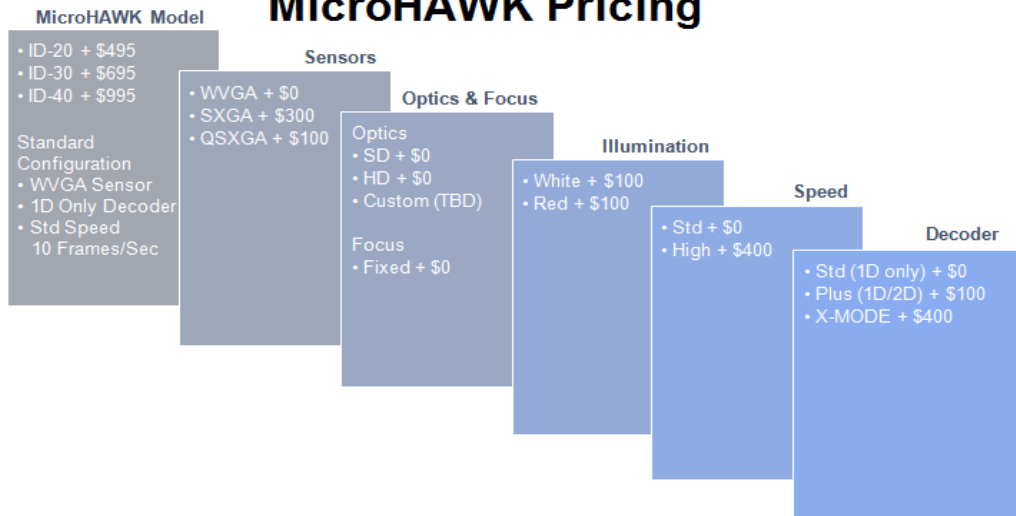 MicroHAWK Pricing
MicroHAWK Model
• ID-20 + $495
• ID-30 + $695
• ID-40 + $995
Standard
Configuration
• WVGA Sensor
• 1D Only Decoder
• Std Speed
10 Frames/Sec
Sensors
• WVGA + $0
• SXGA + $300
• QSXGA + $100
Optics & Focus
Optics
• SD + $0
• HD + $0
• Custom (TBD)
Focus
• Fixed + $0
Illumination
• White + $100
• Red + $100
Speed
• Std + $0
• High + $400
Decoder
• Std (1D only) + $0
• Plus (1D/2D) + $100
• X-MODE + $400